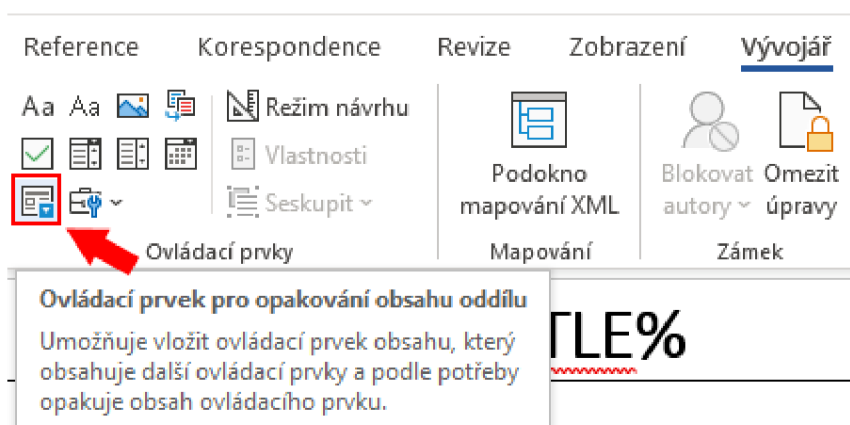 Reference Korespondence Revize Zobrazení Vývojář
Aa Aa Režim návrhu
Vlastnosti
Seskupit
Podokno
mapování XML
Blokovat
autory
Omezit
úpravy
Ovládací prvky Mapování Zámek
Ovládací prvek pro opakování obsahu oddílu
Umožňuje vložit ovládací prvek obsahu, který
obsahuje další ovládací prvky a podle potřeby
opakuje obsah ovládacího prvku.
TLE%